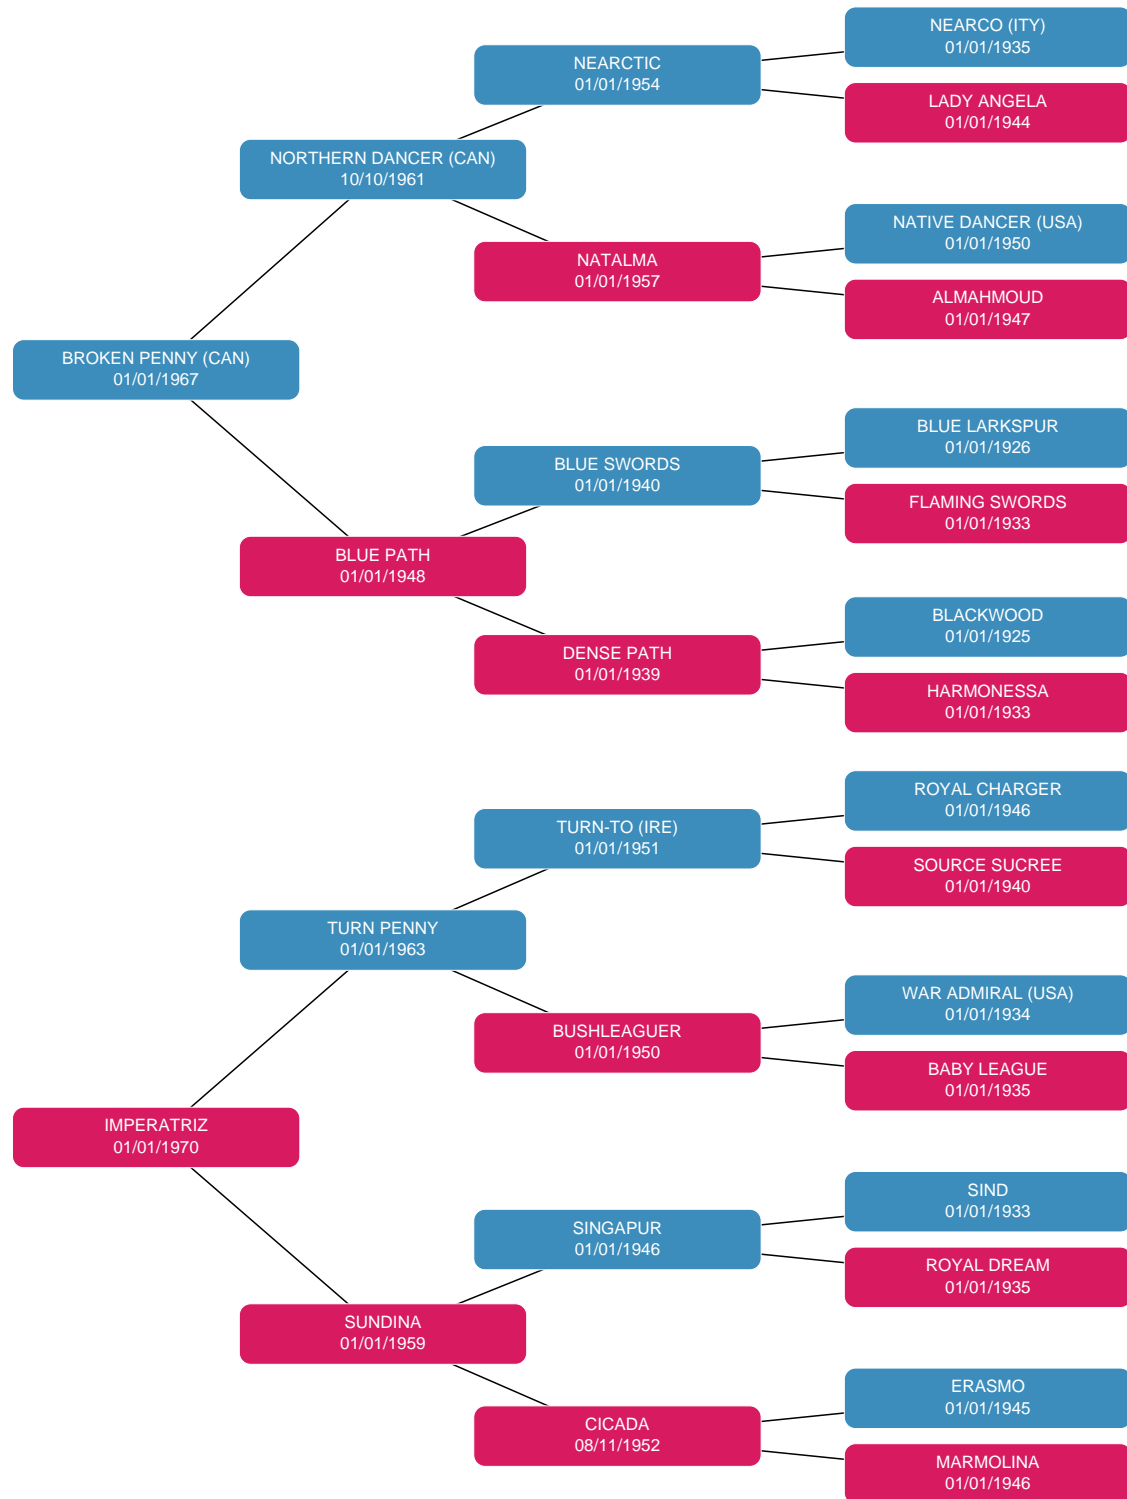 NEARCO (ITY)
01/01/1935
NEARCTIC
01/01/1954
LADY ANGELA
01/01/1944
NORTHERN DANCER (CAN)
10/10/1961
NATIVE DANCER (USA)
01/01/1950
NATALMA
01/01/1957
ALMAHMOUD
01/01/1947
BROKEN PENNY (CAN)
01/01/1967
BLUE LARKSPUR
01/01/1926
BLUE SWORDS
01/01/1940
FLAMING SWORDS
01/01/1933
BLUE PATH
01/01/1948
BLACKWOOD
01/01/1925
DENSE PATH
01/01/1939
HARMONESSA
01/01/1933
ROYAL CHARGER
01/01/1946
TURN-TO (IRE)
01/01/1951
SOURCE SUCREE
01/01/1940
TURN PENNY
01/01/1963
WAR ADMIRAL (USA)
01/01/1934
BUSHLEAGUER
01/01/1950
BABY LEAGUE
01/01/1935
IMPERATRIZ
01/01/1970
SIND
01/01/1933
SINGAPUR
01/01/1946
ROYAL DREAM
01/01/1935
SUNDINA
01/01/1959
ERASMO
01/01/1945
CICADA
08/11/1952
MARMOLINA
01/01/1946